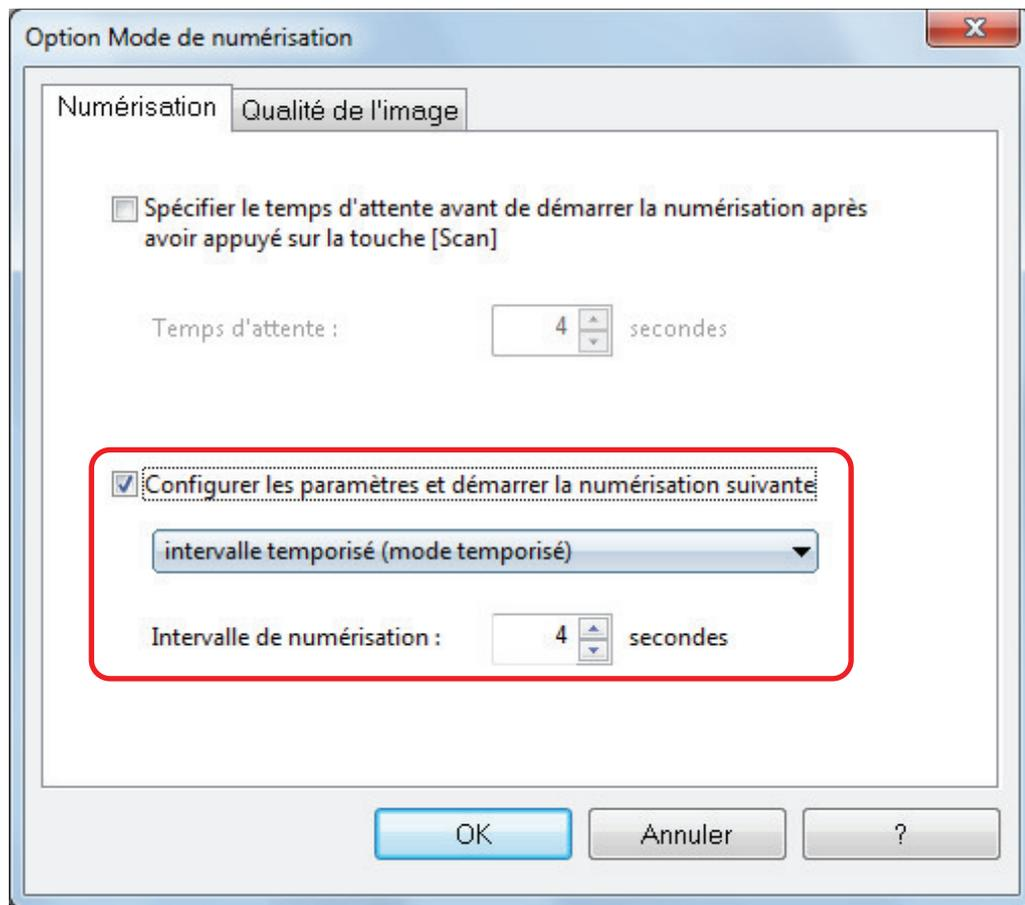 Option Mode de numérisation
Numérisation
Qualité de l'image
Spécifier le temps d'attente avant de démarrer la numérisation après
avoir appuyé sur la touche [Scan]
Temps d'attente :
4
secondes
Configurer les paramètres et démarrer la numérisation suivante
intervalle temporisé (mode temporisé)
Intervalle de numérisation :
4
secondes
OK
Annuler
?